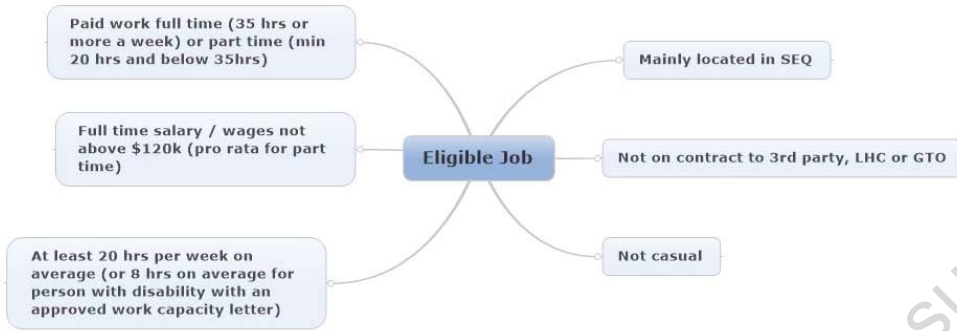 Paid work full time (35 hrs or
more a week) or part time (min
20 hrs and below 35hrs)
Full time salary / wages not
above $120k (pro rata for part
time)
At least 20 hrs per week on
average (or 8 hrs on average for
person with disability with an
approved work capacity letter)
Eligible Job
Mainly located in SEQ
Not on contract to 3rd party, LHC or GTO
Not casual